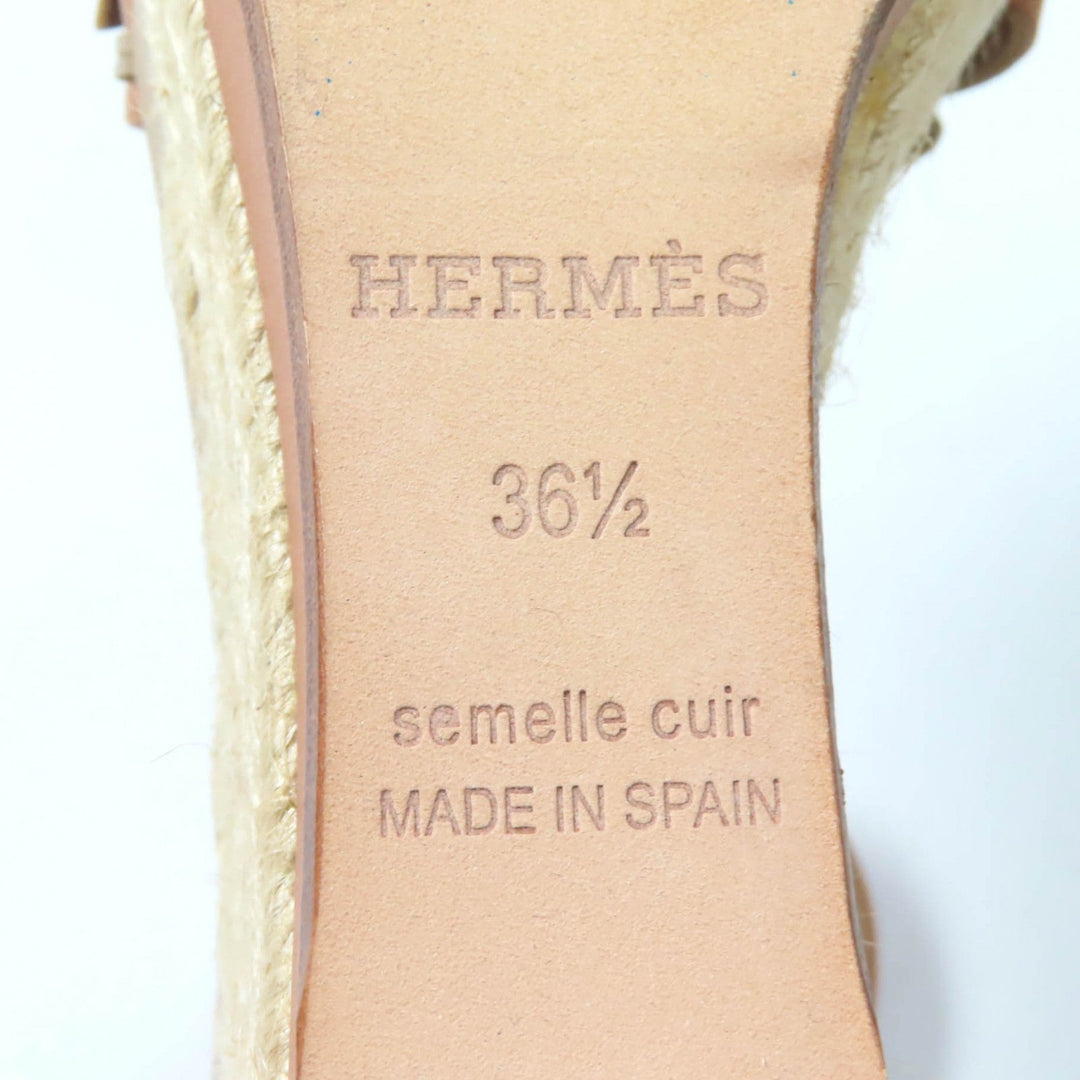 HERMÈS
36½
semelle cuir
MADE IN SPAIN